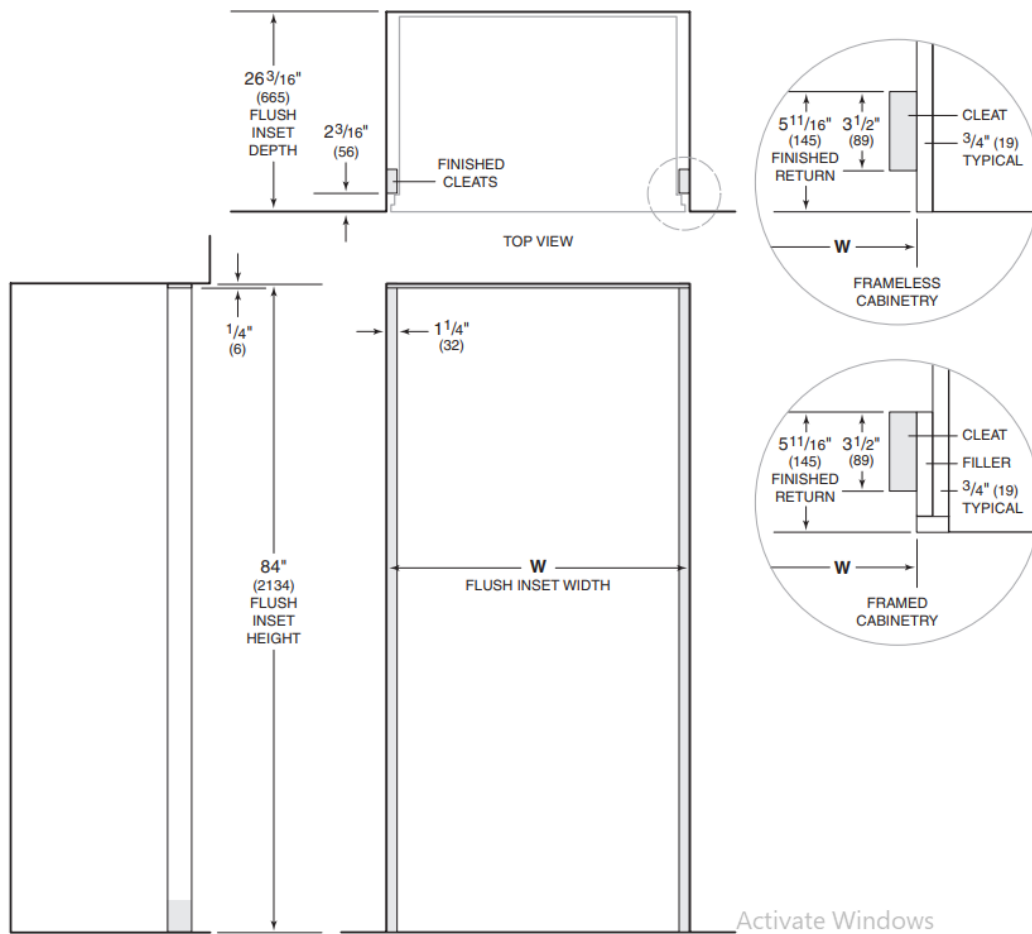 26 3/16"
(665)
FLUSH
INSET
DEPTH
2 3/16"
(56)
FINISHED
CLEATS
TOP VIEW
5 11/16"
(145)
FINISHED
RETURN
3 1/2"
(89)
CLEAT
3/4" (19)
TYPICAL
W
FRAMELESS
CABINETRY
1/4"
(6)
1 1/4"
(32)
84"
(2134)
FLUSH
INSET
HEIGHT
W
FLUSH INSET WIDTH
5 11/16"
(145)
FINISHED
RETURN
3 1/2"
(89)
CLEAT
FILLER
3/4" (19)
TYPICAL
W
FRAMED
CABINETRY
Activate Windows